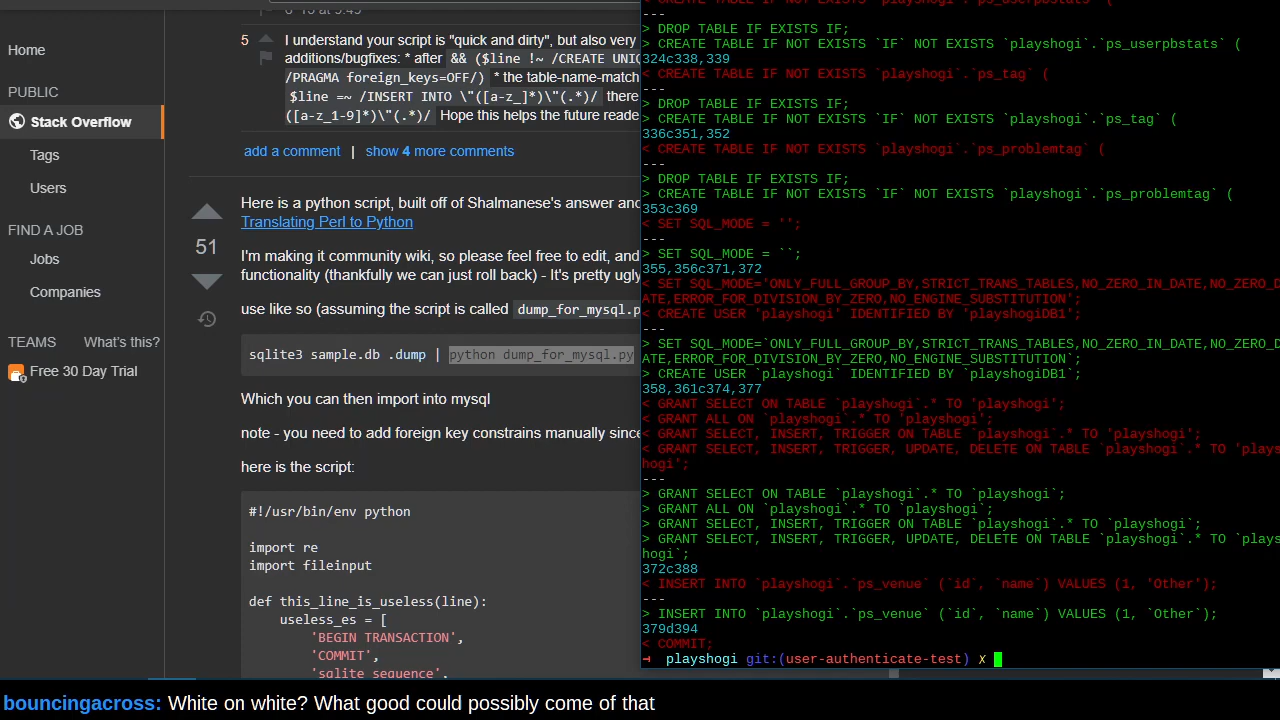 Home
PUBLIC
Stack Overflow
Tags
Users
FIND A JOB
Jobs
Companies
TEAMS What's this?
Free 30 Day Trial
5 I understand your script is "quick and dirty", but also very
additions/bugfixes: * after && ($line !~ /CREATE UNIQ
/PRAGMA foreign_keys=OFF/) * the table-name-match
$line =~ /INSERT INTO \"([a-z_]*)\"(.*)/ there
([a-z_1-9]*)\"(.*)/ Hope this helps the future reade
add a comment | show 4 more comments
51
Here is a python script, built off of Shalmanese's answer and
Translating Perl to Python
I'm making it community wiki, so please feel free to edit, and
functionality (thankfully we can just roll back) - It's pretty ugly
use like so (assuming the script is called dump_for_mysql.p
sqlite3 sample.db .dump | python dump_for_mysql.py
Which you can then import into mysql
note - you need to add foreign key constrains manually since
here is the script:
#!/usr/bin/env python
import re
import fileinput
def this_line_is_useless(line):
useless_es = [
'BEGIN TRANSACTION',
'COMMIT',
'sqlite_sequence',
< CREATE TABLE IF NOT EXISTS `playshogi`.`ps_userpbstats` (
---
> DROP TABLE IF EXISTS IF;
> CREATE TABLE IF NOT EXISTS `IF` NOT EXISTS `playshogi`.`ps_userpbstats` (
324c338,339
< CREATE TABLE IF NOT EXISTS `playshogi`.`ps_tag` (
---
> DROP TABLE IF EXISTS IF;
> CREATE TABLE IF NOT EXISTS `IF` NOT EXISTS `playshogi`.`ps_tag` (
336c351,352
< CREATE TABLE IF NOT EXISTS `playshogi`.`ps_problemtag` (
---
> DROP TABLE IF EXISTS IF;
> CREATE TABLE IF NOT EXISTS `IF` NOT EXISTS `playshogi`.`ps_problemtag` (
353c369
< SET SQL_MODE = '';
---
> SET SQL_MODE = ``;
355,356c371,372
< SET SQL_MODE='ONLY_FULL_GROUP_BY,STRICT_TRANS_TABLES,NO_ZERO_IN_DATE,NO_ZERO_D
ATE,ERROR_FOR_DIVISION_BY_ZERO,NO_ENGINE_SUBSTITUTION';
< CREATE USER 'playshogi' IDENTIFIED BY 'playshogiDB1';
---
> SET SQL_MODE=`ONLY_FULL_GROUP_BY,STRICT_TRANS_TABLES,NO_ZERO_IN_DATE,NO_ZERO_D
ATE,ERROR_FOR_DIVISION_BY_ZERO,NO_ENGINE_SUBSTITUTION`;
> CREATE USER `playshogi` IDENTIFIED BY `playshogiDB1`;
358,361c374,377
< GRANT SELECT ON TABLE `playshogi`.* TO 'playshogi';
< GRANT ALL ON `playshogi`.* TO 'playshogi';
< GRANT SELECT, INSERT, TRIGGER ON TABLE `playshogi`.* TO 'playshogi';
< GRANT SELECT, INSERT, TRIGGER, UPDATE, DELETE ON TABLE `playshogi`.* TO 'plays
hogi';
---
> GRANT SELECT ON TABLE `playshogi`.* TO `playshogi`;
> GRANT ALL ON `playshogi`.* TO `playshogi`;
> GRANT SELECT, INSERT, TRIGGER ON TABLE `playshogi`.* TO `playshogi`;
> GRANT SELECT, INSERT, TRIGGER, UPDATE, DELETE ON TABLE `playshogi`.* TO `plays
hogi`;
372c388
< INSERT INTO `playshogi`.`ps_venue` (`id`, `name`) VALUES (1, 'Other');
---
> INSERT INTO `playshogi`.`ps_venue` (`id`, `name`) VALUES (1, `Other`);
379d394
< COMMIT;
→ playshogi git:(user-authenticate-test) ✗
bouncingacross: White on white? What good could possibly come of that